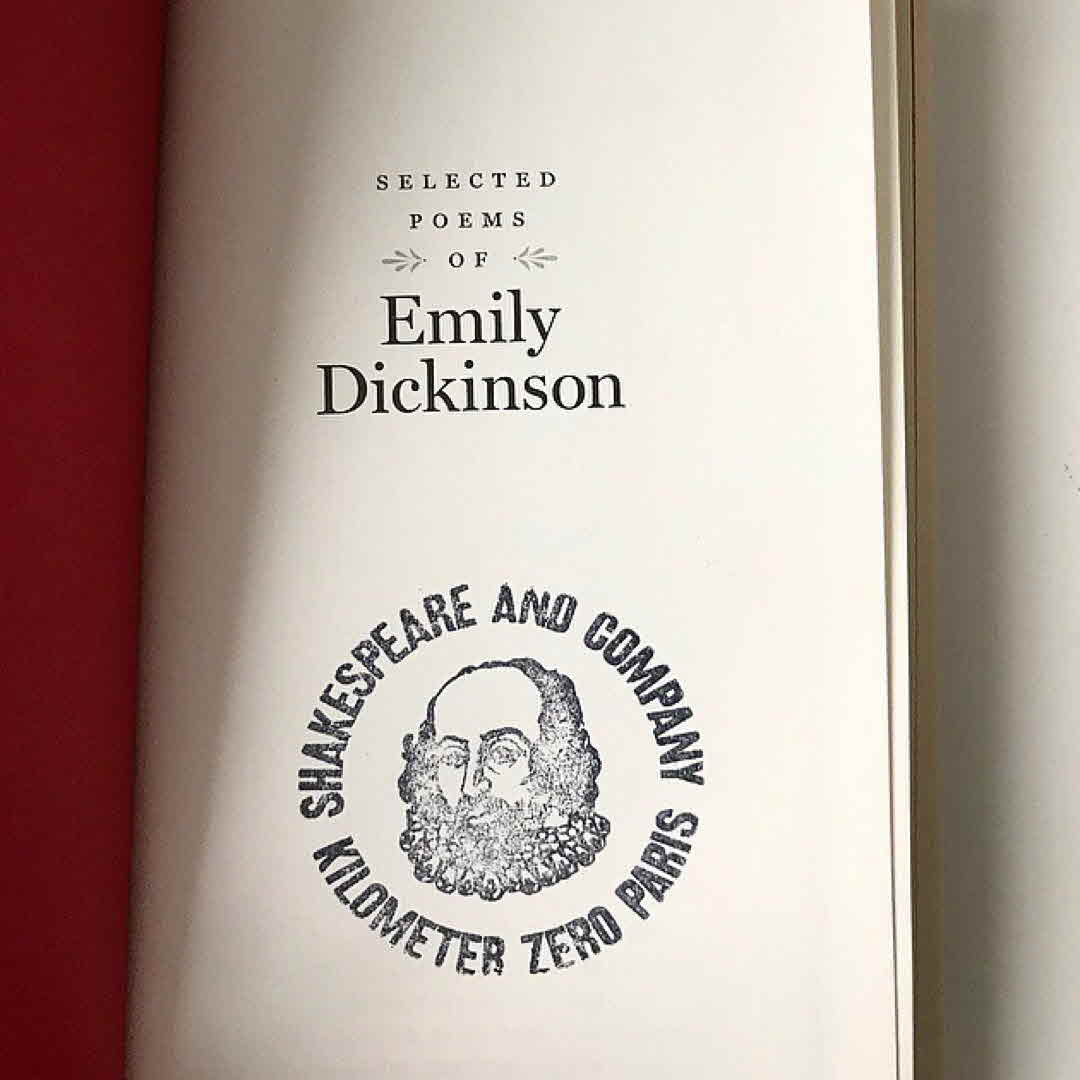 SELECTED
POEMS
OF
Emily
Dickinson
SHAKESPEARE AND COMPANY
KILOMETER ZERO PARIS